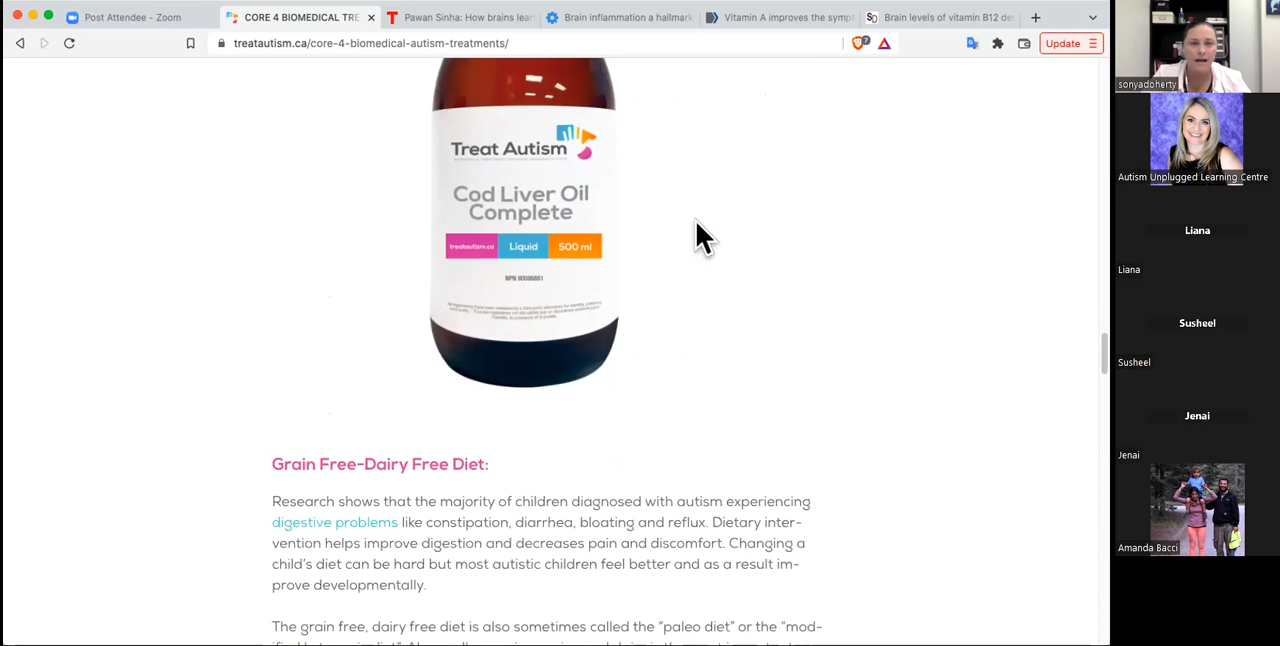 Post Attendee - Zoom
CORE 4 BIOMEDICAL TRE
Pawan Sinha: How brains lear
Brain inflammation a hallmark
Vitamin A improves the sympt
Brain levels of vitamin B12 de
treatautism.ca/core-4-biomedical-autism-treatments/
7
Update
Treat Autism
Cod Liver Oil
Complete
treatautism.ca
Liquid
500 ml
Grain Free-Dairy Free Diet:
Research shows that the majority of children diagnosed with autism experiencing
digestive problems like constipation, diarrhea, bloating and reflux. Dietary inter-
vention helps improve digestion and decreases pain and discomfort. Changing a
child's diet can be hard but most autistic children feel better and as a result im-
prove developmentally.
The grain free, dairy free diet is also sometimes called the "paleo diet" or the "mod-
sonyadoherty
Autism Unplugged Learning Centre
Liana
Liana
Susheel
Susheel
Jenai
Jenai
Amanda Bacci